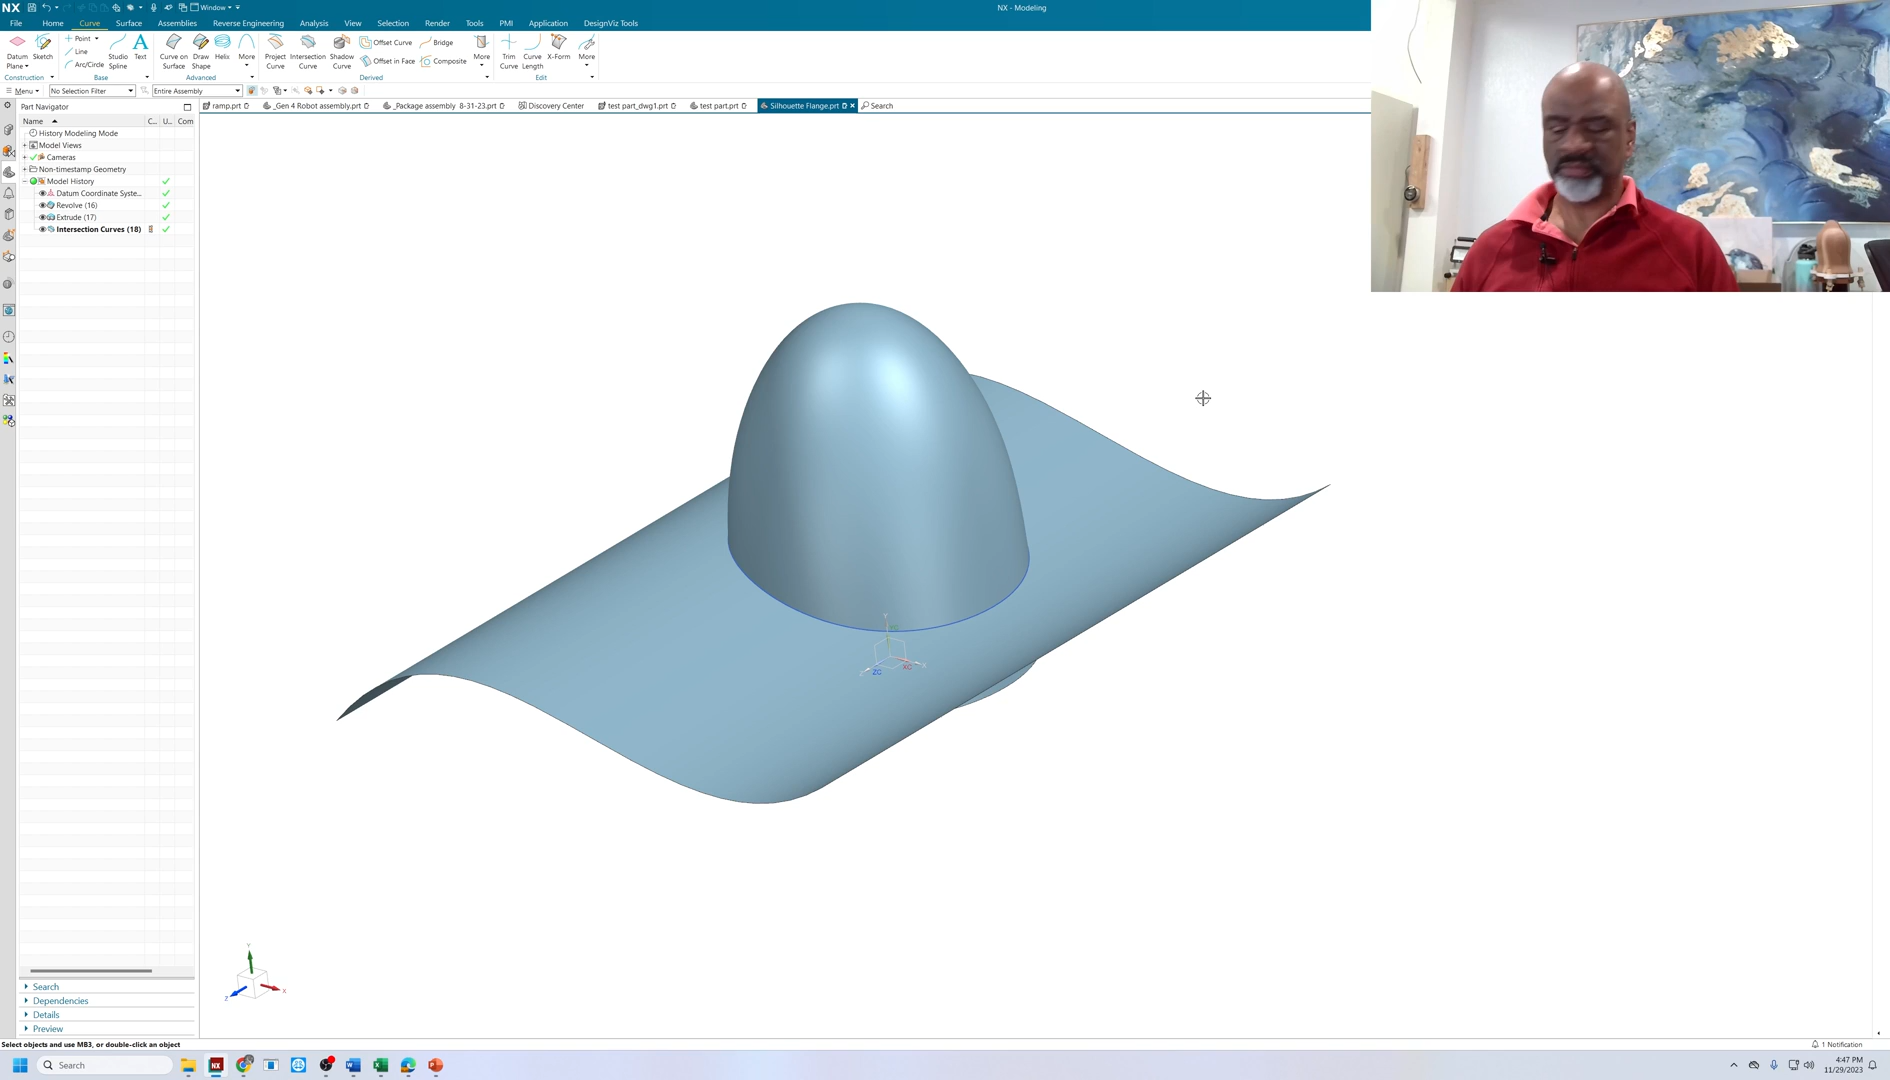 NX Window NX - Modeling
File Home Curve Surface Assemblies Reverse Engineering Analysis View Selection Render Tools PMI Application DesignViz Tools
Datum Plane Sketch Point Line Arc/Circle Studio Spline Text Curve on Surface Draw Shape Helix More Project Curve Intersection Curve Shadow Curve Offset Curve Offset in Face Bridge Composite More Trim Curve Curve Length X-Form More
Construction Base Advanced Derived Edit
Menu No Selection Filter Entire Assembly
Part Navigator
ramp.prt _Gen 4 Robot assembly.prt _Package assembly 8-31-23.prt Discovery Center test part_dwg1.prt test part.prt Silhouette Flange.prt Search
Name C... U... Com
History Modeling Mode
Model Views
Cameras
Non-timestamp Geometry
Model History
Datum Coordinate Syste...
Revolve (16)
Extrude (17)
Intersection Curves (18)
Y
YC
Z ZC XC X
Y
Z X
Search
Dependencies
Details
Preview
Select objects and use MB3, or double-click an object
1 Notification
Search
4:47 PM
11/29/2023